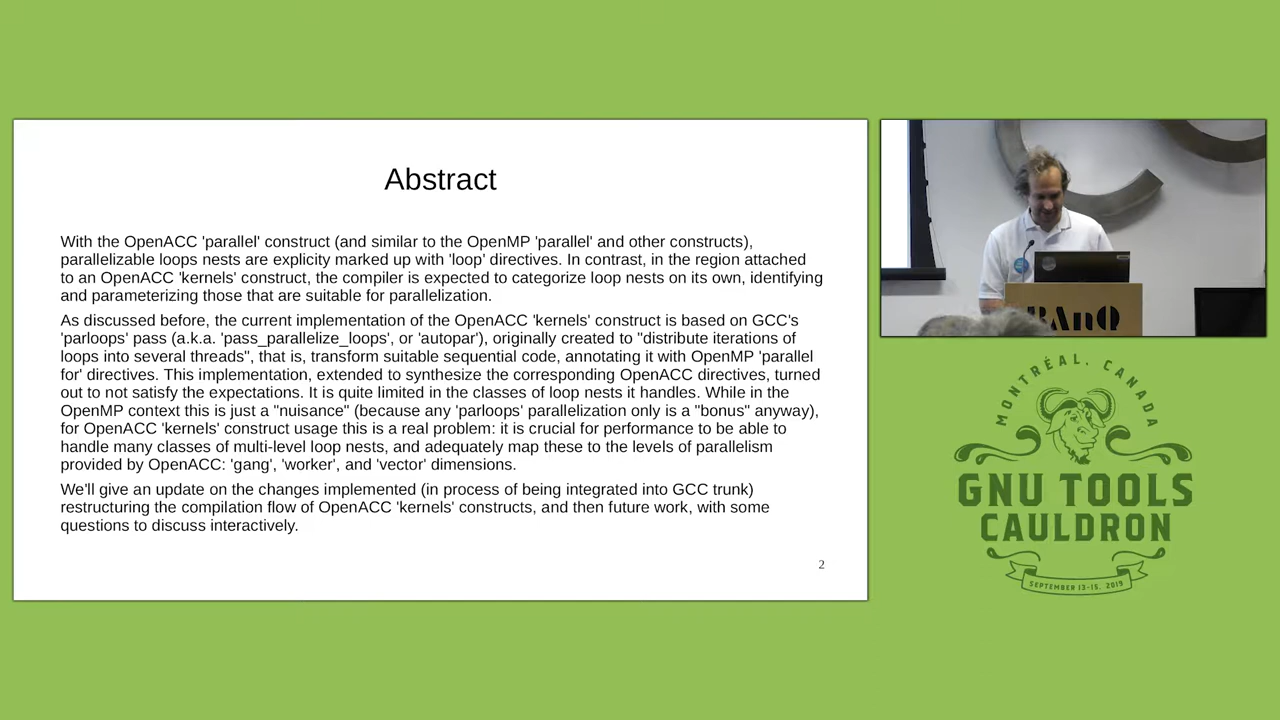 Abstract
With the OpenACC 'parallel' construct (and similar to the OpenMP 'parallel' and other constructs),
parallelizable loops nests are explicity marked up with 'loop' directives. In contrast, in the region attached
to an OpenACC 'kernels' construct, the compiler is expected to categorize loop nests on its own, identifying
and parameterizing those that are suitable for parallelization.
As discussed before, the current implementation of the OpenACC 'kernels' construct is based on GCC's
'parloops' pass (a.k.a. 'pass_parallelize_loops', or 'autopar'), originally created to "distribute iterations of
loops into several threads", that is, transform suitable sequential code, annotating it with OpenMP 'parallel
for' directives. This implementation, extended to synthesize the corresponding OpenACC directives, turned
out to not satisfy the expectations. It is quite limited in the classes of loop nests it handles. While in the
OpenMP context this is just a "nuisance" (because any 'parloops' parallelization only is a "bonus" anyway),
for OpenACC 'kernels' construct usage this is a real problem: it is crucial for performance to be able to
handle many classes of multi-level loop nests, and adequately map these to the levels of parallelism
provided by OpenACC: 'gang', 'worker', and 'vector' dimensions.
We'll give an update on the changes implemented (in process of being integrated into GCC trunk)
restructuring the compilation flow of OpenACC 'kernels' constructs, and then future work, with some
questions to discuss interactively.
2
BAnQ
MONTRÉAL, CANADA
GNU TOOLS
CAULDRON
SEPTEMBER 13-15, 2019